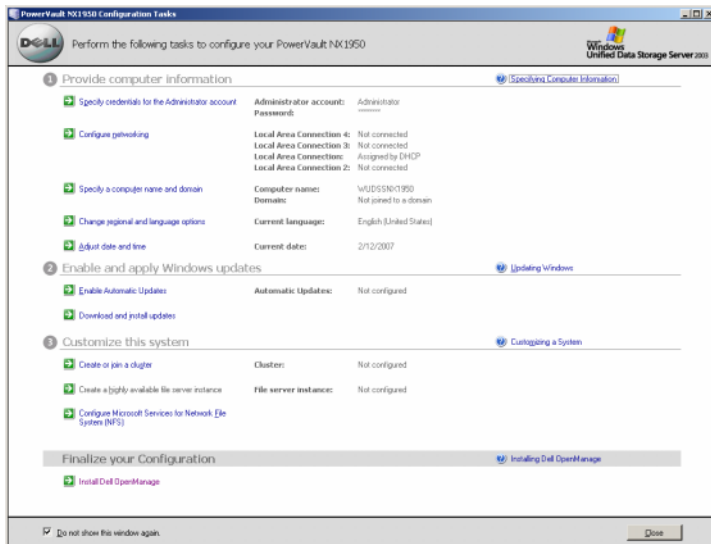 PowerVault NX1950 Configuration Tasks
DELL
Perform the following tasks to configure your PowerVault NX1950
Microsoft
Windows
Unified Data Storage Server 2003
1 Provide computer information
Specifying Computer Information
Specify credentials for the Administrator account
Administrator account: Administrator
Password: ********
Configure networking
Local Area Connection 4: Not connected
Local Area Connection 3: Not connected
Local Area Connection: Assigned by DHCP
Local Area Connection 2: Not connected
Specify a computer name and domain
Computer name: WUDSSNX1950
Domain: Not joined to a domain
Change regional and language options
Current language: English (United States)
Adjust date and time
Current date: 2/12/2007
2 Enable and apply Windows updates
Updating Windows
Enable Automatic Updates
Automatic Updates: Not configured
Download and install updates
3 Customize this system
Customizing a System
Create or join a cluster
Cluster: Not configured
Create a highly available file server instance
File server instance: Not configured
Configure Microsoft Services for Network File
System (NFS)
Finalize your Configuration
Installing Dell OpenManage
Install Dell OpenManage
Do not show this window again.
Close